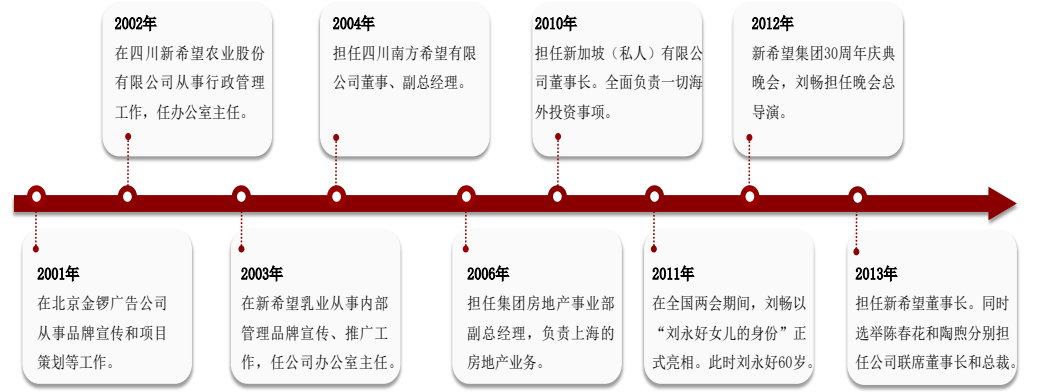 2002年
在四川新希望农业股份
有限公司从事行政管理
工作，任办公室主任。
2004年
担任四川南方希望有限
公司董事、副总经理。
2010年
担任新加坡（私人）有限公
司董事长。全面负责一切海
外投资事项。
2012年
新希望集团30周年庆典
晚会，刘畅担任晚会总
导演。
2001年
在北京金锣广告公司
从事品牌宣传和项目
策划等工作。
2003年
在新希望乳业从事内部
管理品牌宣传、推广工
作，任公司办公室主任。
2006年
担任集团房地产事业部
副总经理，负责上海的
房地产业务。
2011年
在全国两会期间，刘畅以
“刘永好女儿的身份”正
式亮相。此时刘永好60岁。
2013年
担任新希望董事长。同时
选举陈春花和陶煦分别担
任公司联席董事长和总裁。